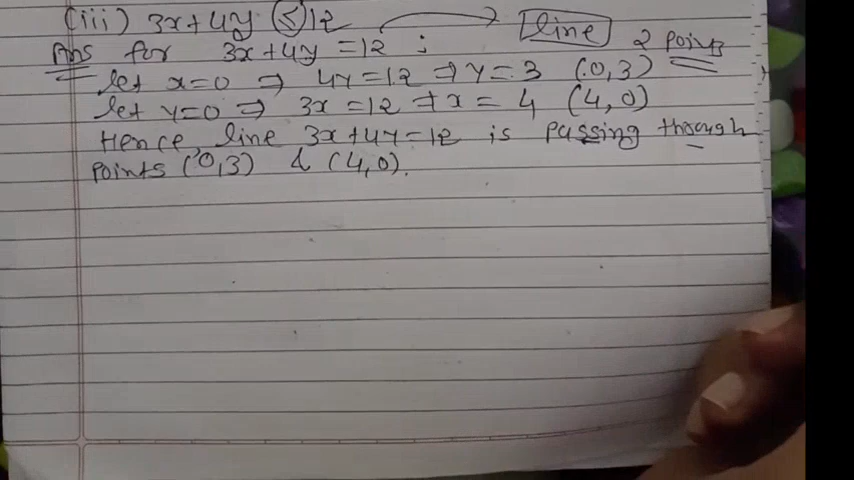 (iii) 3x+4y ≤ 12 → line
Ans for 3x+4y=12 ; 2 points
let x=0 ⇒ 4y=12 ⇒ y=3 (0,3)
let y=0 ⇒ 3x=12 ⇒ x=4 (4,0)
Hence line 3x+4y=12 is passing through
points (0,3) & (4,0).